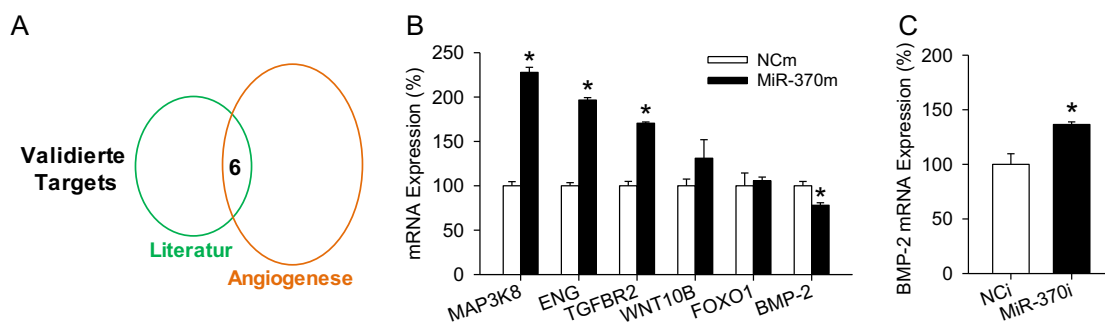 A
Validierte
Targets
6
Literatur
Angiogenese
B
mRNA Expression (%)
250
200
150
100
50
0
*
*
*
*
NCm
MiR-370m
MAP3K8
ENG
TGFBR2
WNT10B
FOXO1
BMP-2
C
BMP-2 mRNA Expression (%)
200
150
100
50
0
*
NCi
MiR-370i